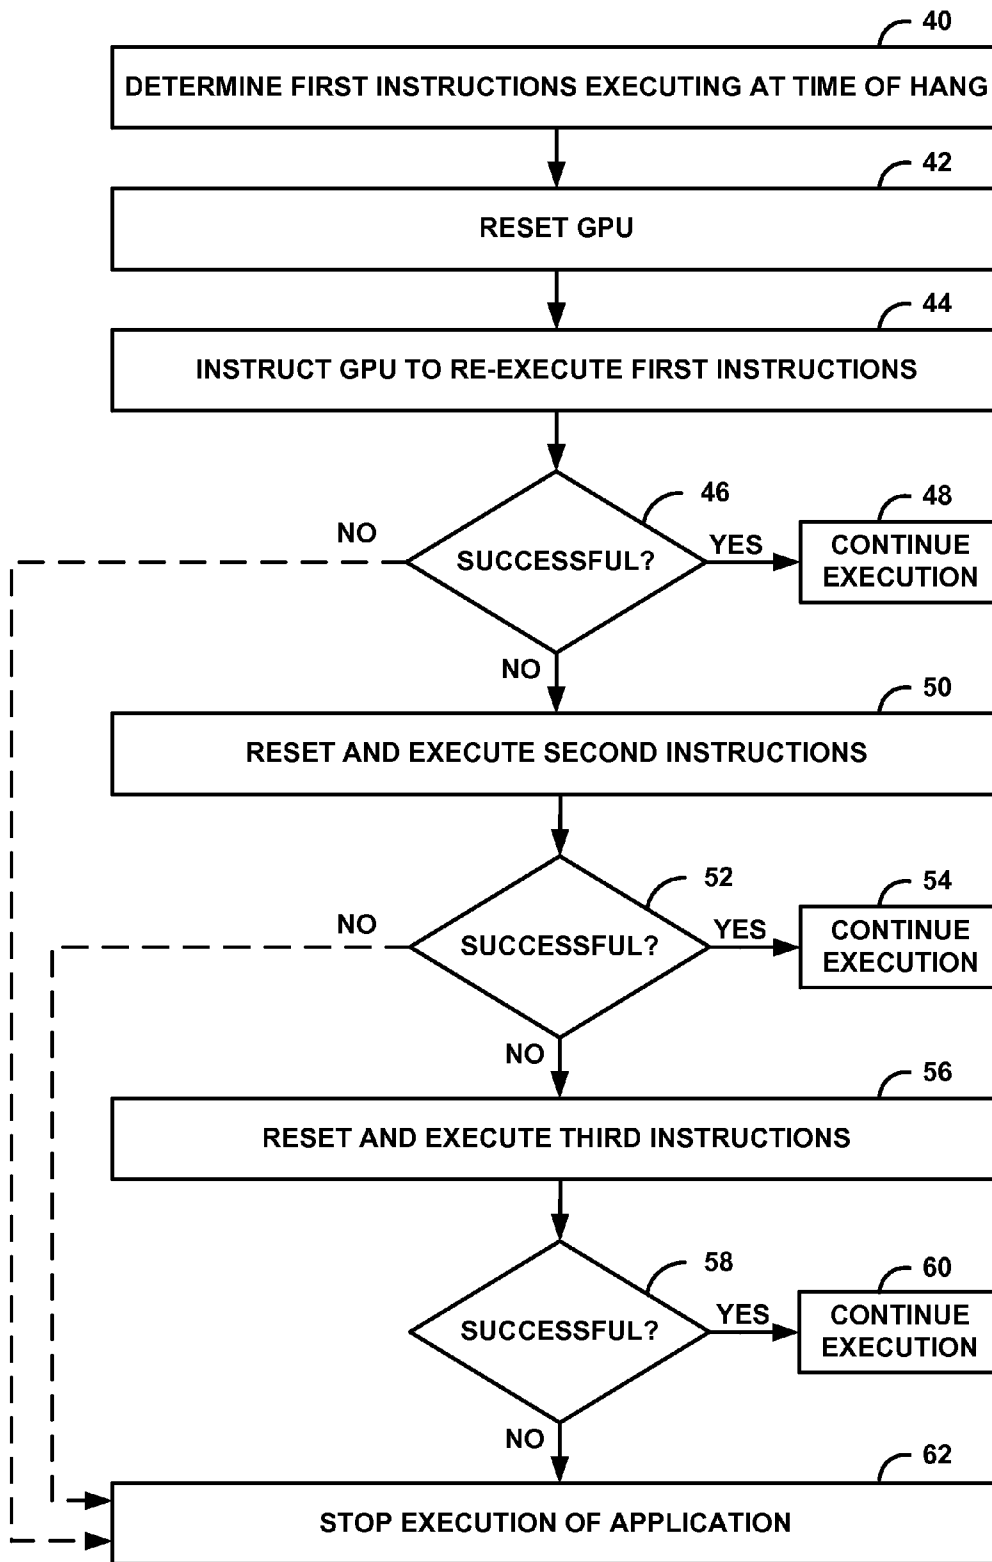 40
DETERMINE FIRST INSTRUCTIONS EXECUTING AT TIME OF HANG
42
RESET GPU
44
INSTRUCT GPU TO RE-EXECUTE FIRST INSTRUCTIONS
46
48
NO
SUCCESSFUL?
YES
CONTINUE
EXECUTION
NO
50
RESET AND EXECUTE SECOND INSTRUCTIONS
52
54
NO
SUCCESSFUL?
YES
CONTINUE
EXECUTION
NO
56
RESET AND EXECUTE THIRD INSTRUCTIONS
58
60
SUCCESSFUL?
YES
CONTINUE
EXECUTION
NO
62
STOP EXECUTION OF APPLICATION